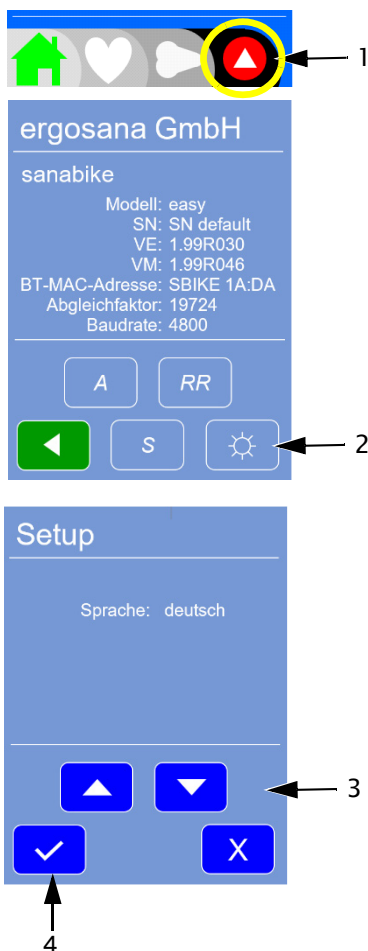 1
ergosana GmbH
sanabike
Modell: easy
SN: SN default
VE: 1.99R030
VM: 1.99R046
BT-MAC-Adresse: SBIKE 1A:DA
Abgleichfaktor: 19724
Baudrate: 4800
A RR
S
2
Setup
Sprache: deutsch
3
X
4